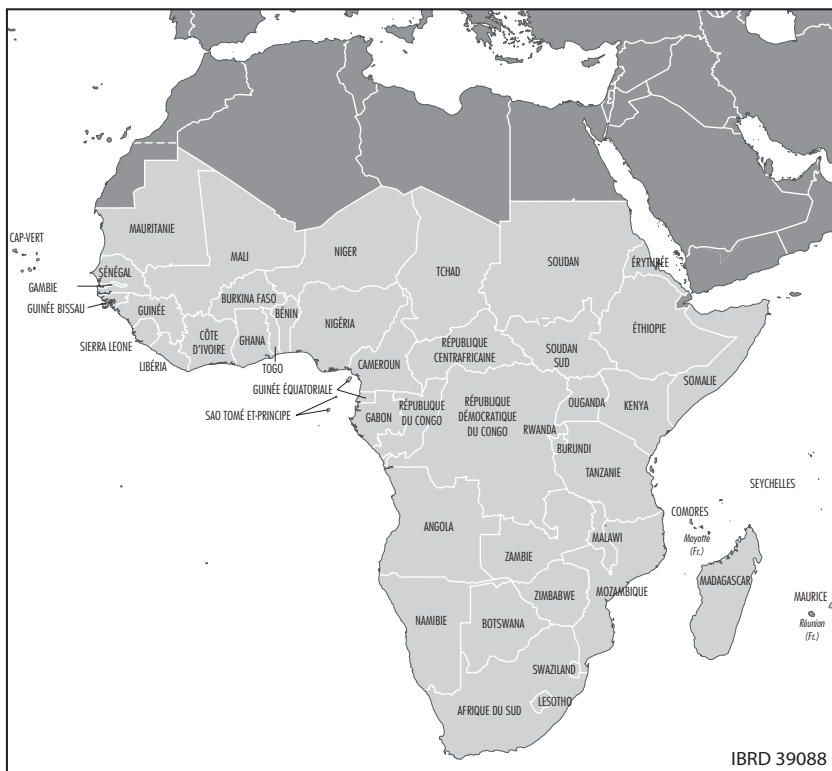 CAP-VERT
MAURITANIE
MALI
NIGER
TCHAD
SOUDAN
ÉRYTHRÉE
SÉNÉGAL
GAMBIE
GUINÉE BISSAU
GUINÉE
BURKINA FASO
BÉNIN
NIGÉRIA
SIERRA LEONE
LIBÉRIA
CÔTE
D'IVOIRE
GHANA
TOGO
CAMEROUN
RÉPUBLIQUE
CENTRAFRICAINE
SOUDAN
SUD
ÉTHIOPIE
SOMALIE
GUINÉE ÉQUATORIALE
SAO TOMÉ ET-PRINCIPE
GABON
RÉPUBLIQUE
DU CONGO
RÉPUBLIQUE
DÉMOCRATIQUE
DU CONGO
OUGANDA
KENYA
RWANDA
BURUNDI
TANZANIE
SEYCHELLES
COMORES
Mayotte
(Fr.)
ANGOLA
ZAMBIE
MALAWI
MOZAMBIQUE
MADAGASCAR
MAURICE
Réunion
(Fr.)
ZIMBABWE
NAMIBIE
BOTSWANA
SWAZILAND
LESOTHO
AFRIQUE DU SUD
IBRD 39088